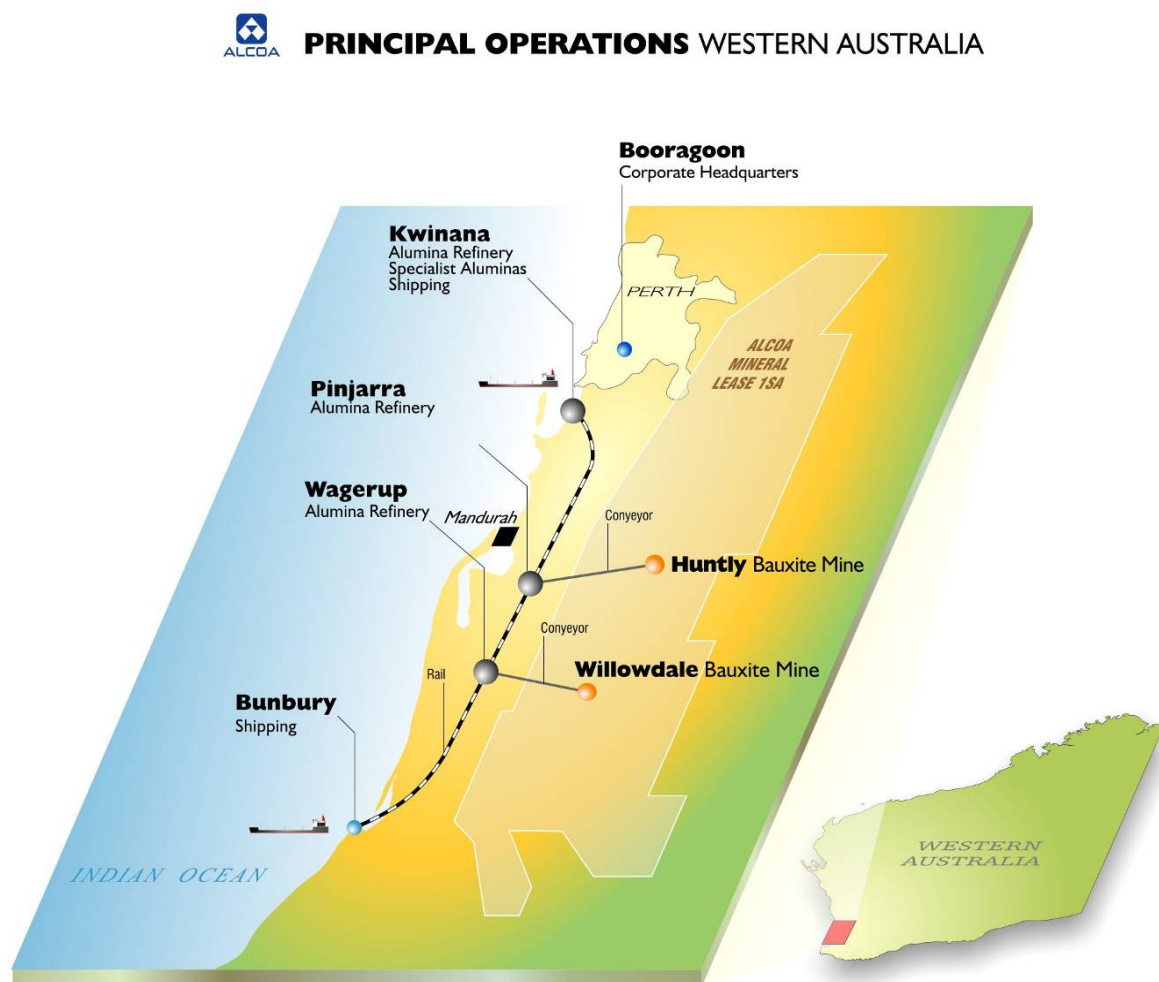 ALCOA
PRINCIPAL OPERATIONS WESTERN AUSTRALIA
Booragoon
Corporate Headquarters
Kwinana
Alumina Refinery
Specialist Aluminas
Shipping
PERTH
ALCOA
MINERAL
LEASE 1SA
Pinjarra
Alumina Refinery
Wagerup
Alumina Refinery
Mandurah
Conyeyor
Huntly Bauxite Mine
Conyeyor
Willowdale Bauxite Mine
Rail
Bunbury
Shipping
INDIAN OCEAN
WESTERN
AUSTRALIA